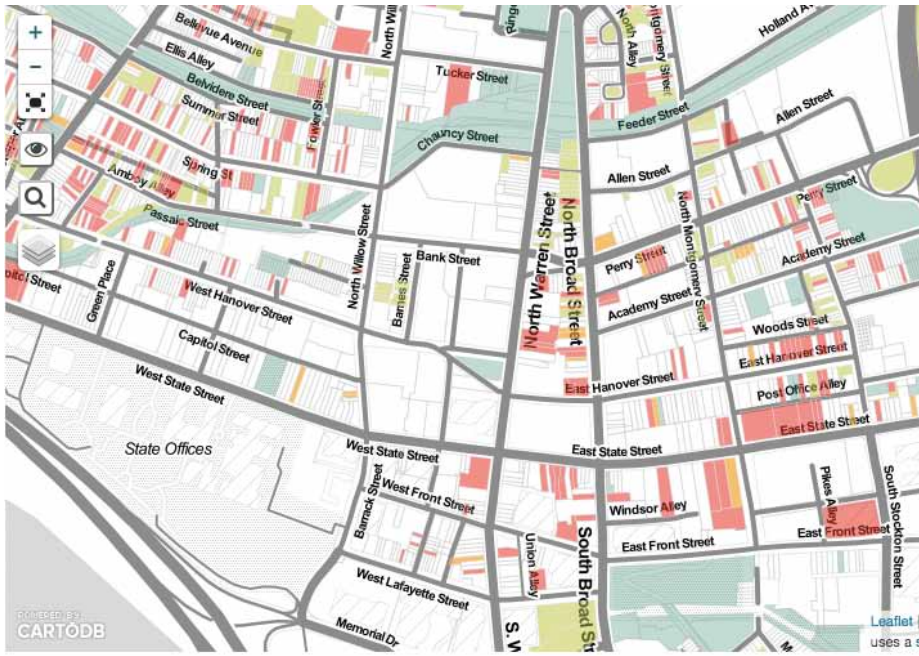 Bellevue Avenue
Ellis Alley
Belvidere Street
Summer Street
Fowler Street
Spring St
Amboy Alley
Passaic Street
North Willow Street
Tucker Street
Chauncy Street
North Alley
Holland A
Feeder Street
Allen Street
Allen Street
Perry Street
Perry Street
North Warren Street
North Broad Street
North Montgomery Street
Academy Street
Academy Street
Bank Street
Barnes Street
Green Place
West Hanover Street
Capitol Street
West State Street
Woods Street
East Hanover Street
East Hanover Street
Post Office Alley
East State Street
East State Street
State Offices
West State Street
West Front Street
Barrack Street
Windsor Alley
Pikes Alley
South Stockton Street
East Front Street
East Front Street
Union Alley
South Broad St
West Lafayette Street
Memorial Dr
S. W
POWERED BY
CARTODB
Leaflet
uses a s